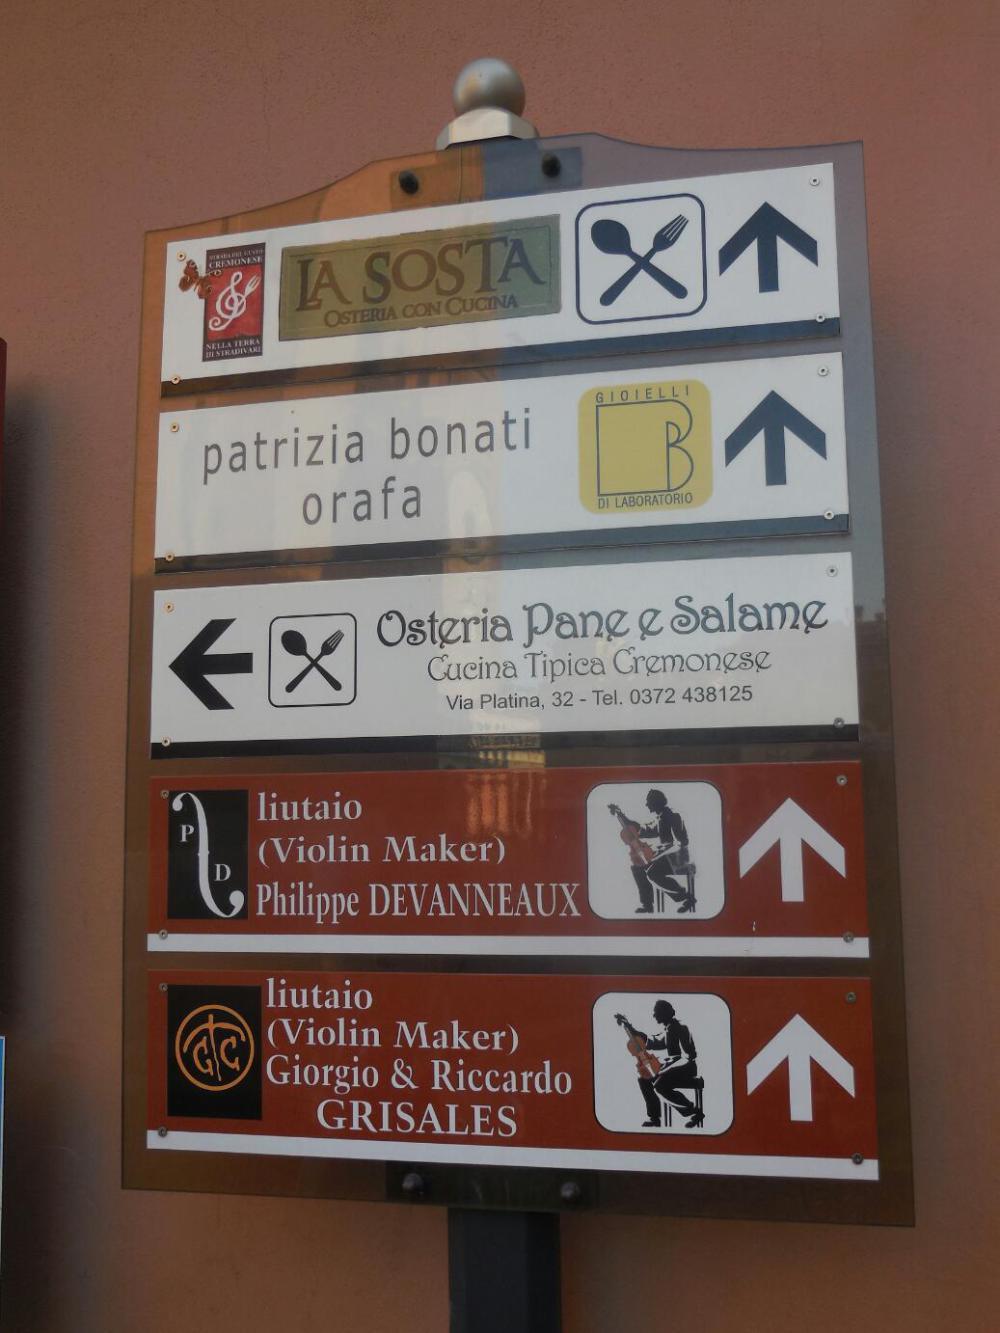 STRADA DEL GUSTO
CREMONESE
NELLA TERRA
DI STRADIVARI
LA SOSTA
OSTERIA CON CUCINA
patrizia bonati
orafa
GIOIELLI
B
DI LABORATORIO
Osteria Pane e Salame
Cucina Tipica Cremonese
Via Platina, 32 - Tel. 0372 438125
P
D
liutaio
(Violin Maker)
Philippe DEVANNEAUX
G C
liutaio
(Violin Maker)
Giorgio & Riccardo
GRISALES